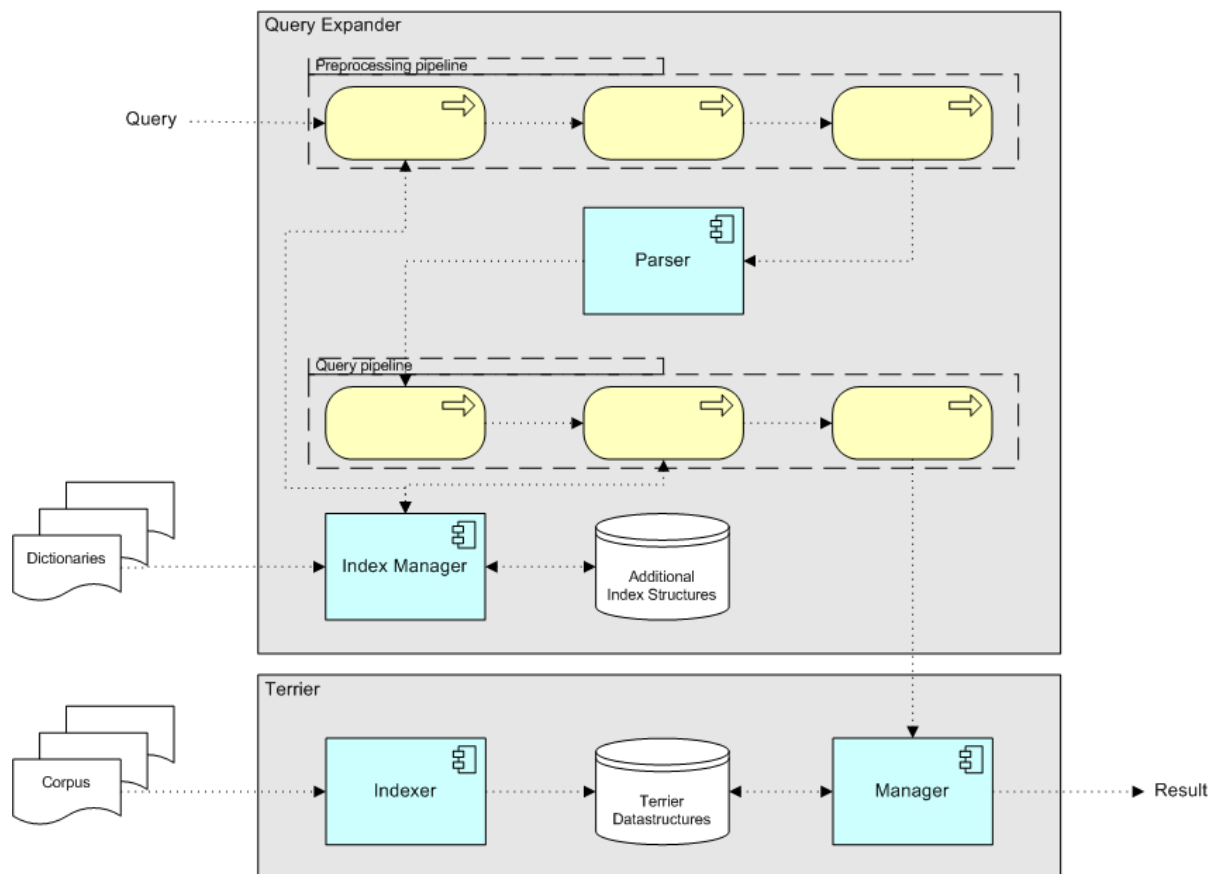 Query Expander
Preprocessing pipeline
Query
Parser
Query pipeline
Dictionaries
Index Manager
Additional
Index Structures
Terrier
Corpus
Indexer
Terrier
Datastructures
Manager
Result